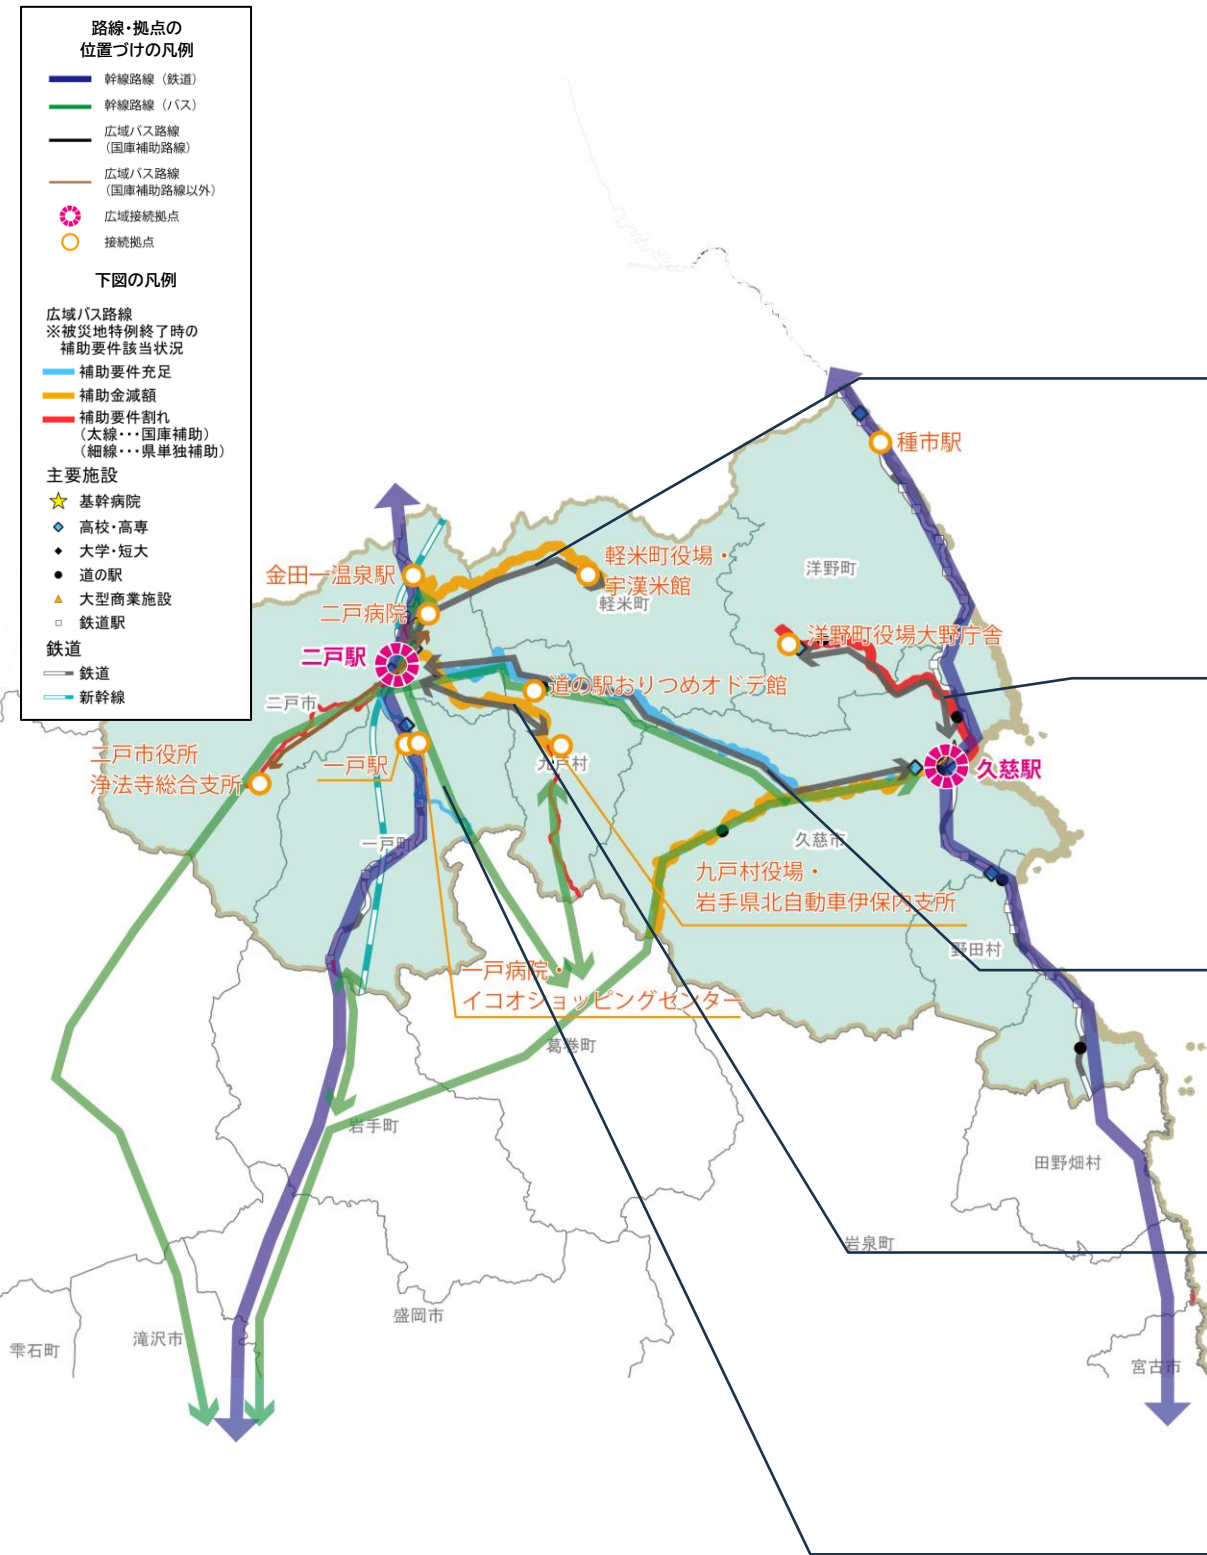 路線・拠点の
位置づけの凡例
幹線路線（鉄道）
幹線路線（バス）
広域バス路線
（国庫補助路線）
広域バス路線
（国庫補助路線以外）
広域接続拠点
接続拠点
下図の凡例
広域バス路線
※被災地特例終了時の
補助要件該当状況
補助要件充足
補助金減額
補助要件割れ
（太線・・・国庫補助）
（細線・・・県単独補助）
主要施設
基幹病院
高校・高専
大学・短大
道の駅
大型商業施設
鉄道駅
鉄道
鉄道
新幹線
種市駅
洋野町
軽米町役場・
宇漢米館
軽米町
金田一温泉駅
二戸病院
洋野町役場大野庁舎
二戸駅
道の駅おりつめオドデ館
二戸市
二戸市役所
浄法寺総合支所
一戸駅
九戸村
久慈駅
一戸町
久慈市
九戸村役場・
岩手県北自動車伊保内支所
野田村
一戸病院・
イコオショッピングセンター
葛巻町
岩手町
田野畑村
岩泉町
盛岡市
滝沢市
雫石町
宮古市